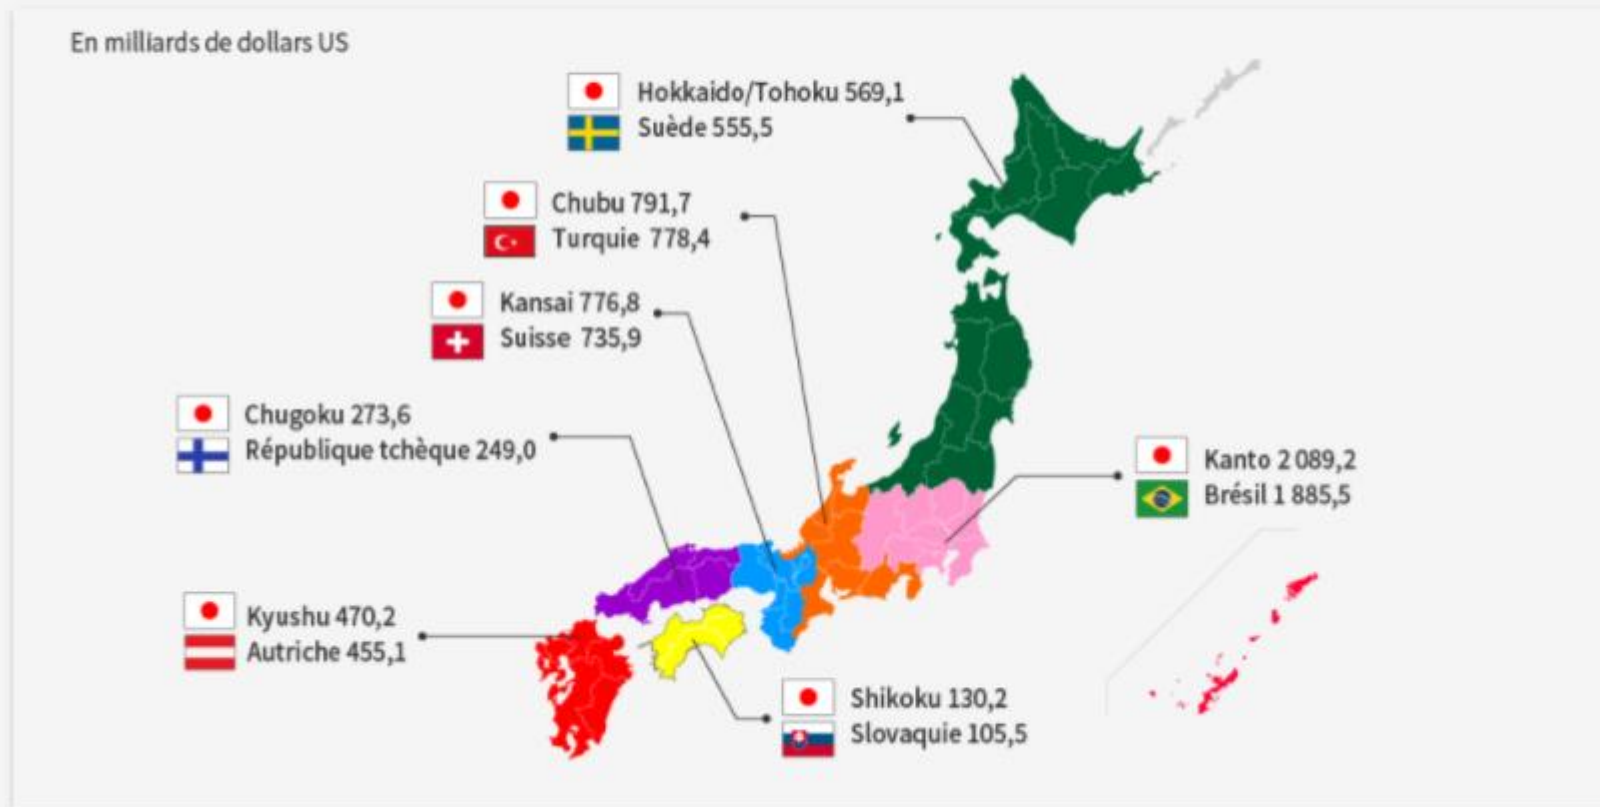 En milliards de dollars US
Hokkaido/Tohoku 569,1
Suède 555,5
Chubu 791,7
Turquie 778,4
Kansai 776,8
Suisse 735,9
Chugoku 273,6
République tchèque 249,0
Kanto 2 089,2
Brésil 1 885,5
Kyushu 470,2
Autriche 455,1
Shikoku 130,2
Slovaquie 105,5